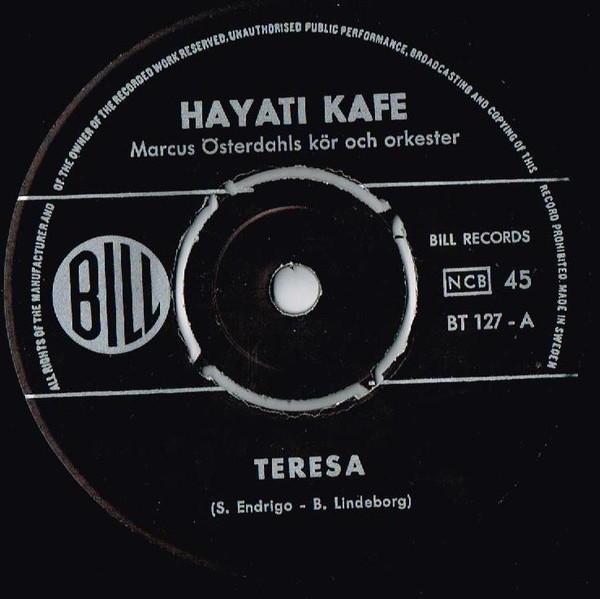 ALL RIGHTS OF THE MANUFACTURER AND OF THE OWNER OF THE RECORDED WORK RESERVED. UNAUTHORISED PUBLIC PERFORMANCE, BROADCASTING AND COPYING OF THIS RECORD PROHIBITED. MADE IN SWEDEN
HAYATI KAFE
Marcus Österdahls kör och orkester
BILL
BILL RECORDS
NCB 45
BT 127 - A
TERESA
(S. Endrigo - B. Lindeborg)